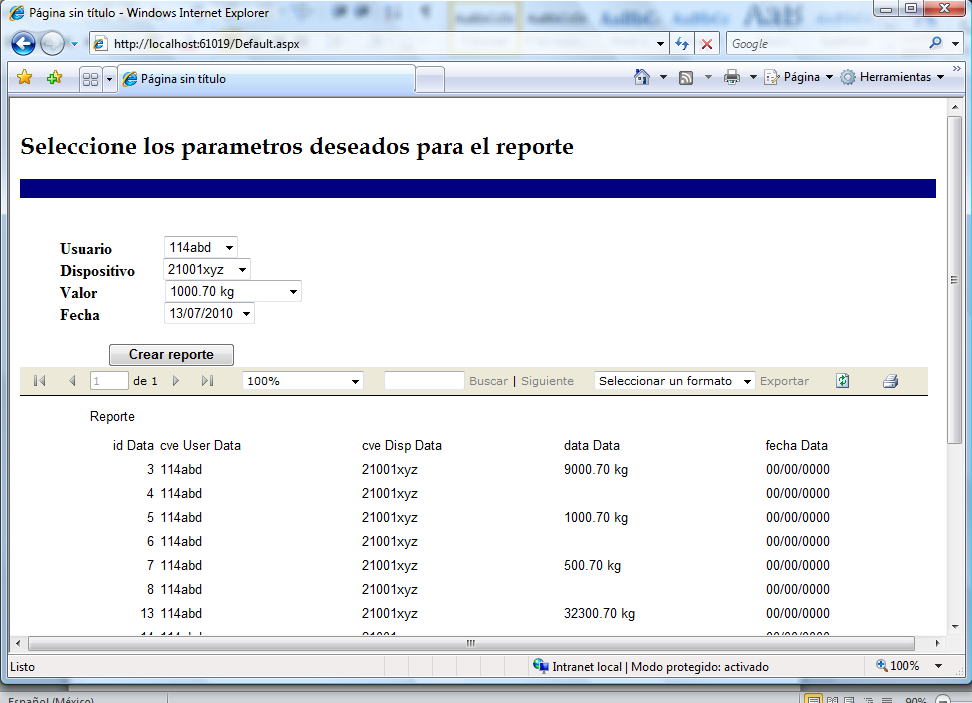 Página sin título - Windows Internet Explorer
http://localhost:61019/Default.aspx
Google
Página sin título
Página
Herramientas
Seleccione los parametros deseados para el reporte
Usuario 114abd
Dispositivo 21001xyz
Valor 1000.70 kg
Fecha 13/07/2010
Crear reporte
1 de 1 100% Buscar | Siguiente Seleccionar un formato Exportar
Reporte
id Data cve User Data cve Disp Data data Data fecha Data
3 114abd 21001xyz 9000.70 kg 00/00/0000
4 114abd 21001xyz 00/00/0000
5 114abd 21001xyz 1000.70 kg 00/00/0000
6 114abd 21001xyz 00/00/0000
7 114abd 21001xyz 500.70 kg 00/00/0000
8 114abd 21001xyz 00/00/0000
13 114abd 21001xyz 32300.70 kg 00/00/0000
Listo Intranet local | Modo protegido: activado 100%
Español (México) 90%